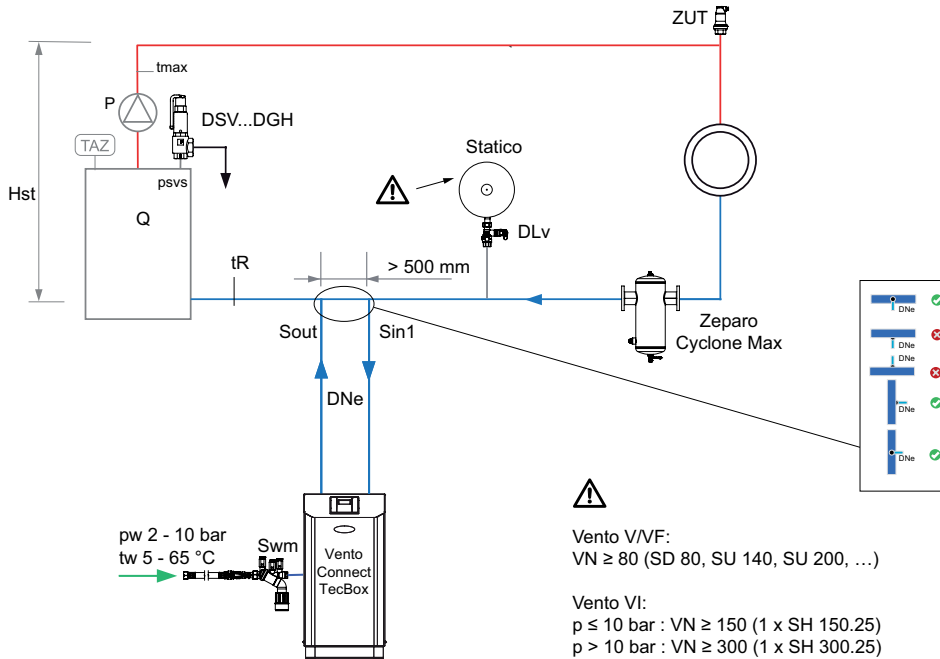 ZUT
tmax
P
DSV...DGH
TAZ
Statico
psvs
Hst
Q
DLv
> 500 mm
tR
Sout
Sin1
Zeparo
Cyclone Max
DNe
DNe
DNe
DNe
DNe
DNe
pw 2 - 10 bar
tw 5 - 65 °C
Swm
Vento
Connect
TecBox
Vento V/VF:
VN ≥ 80 (SD 80, SU 140, SU 200, …)
Vento VI:
p ≤ 10 bar : VN ≥ 150 (1 x SH 150.25)
p > 10 bar : VN ≥ 300 (1 x SH 300.25)